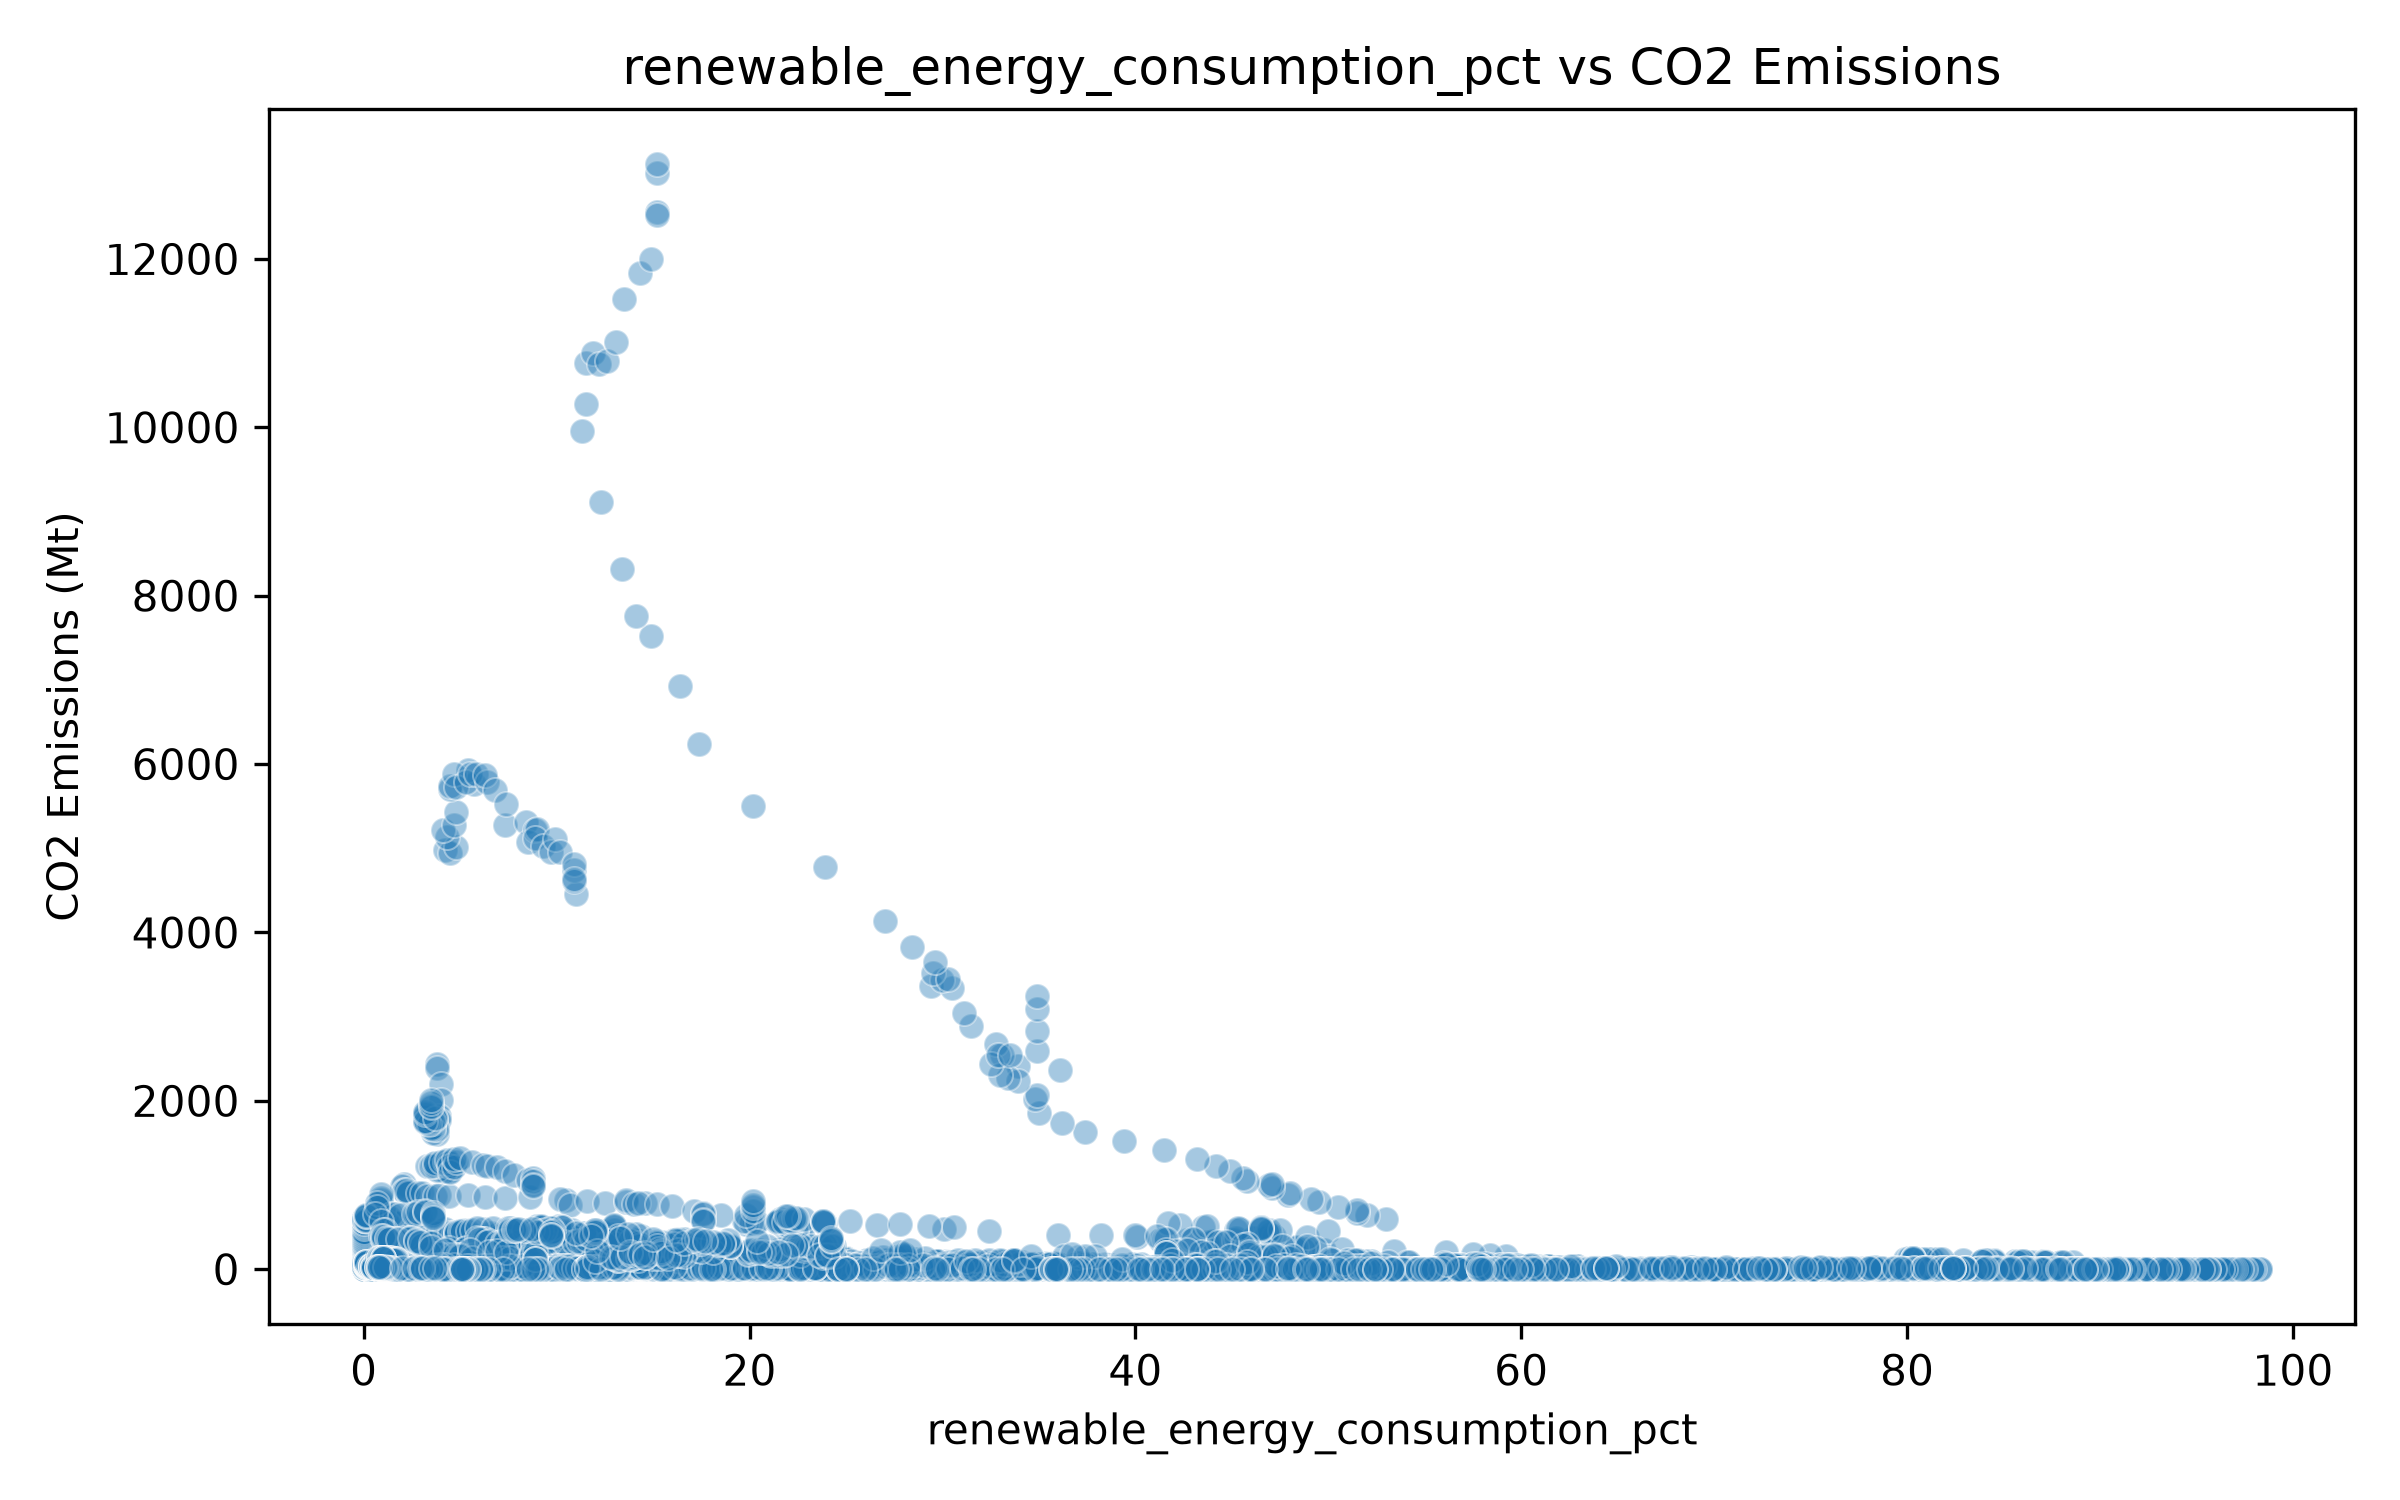 renewable_energy_consumption_pct vs CO2 Emissions
CO2 Emissions (Mt)
12000
10000
8000
6000
4000
2000
0
0 20 40 60 80 100
renewable_energy_consumption_pct